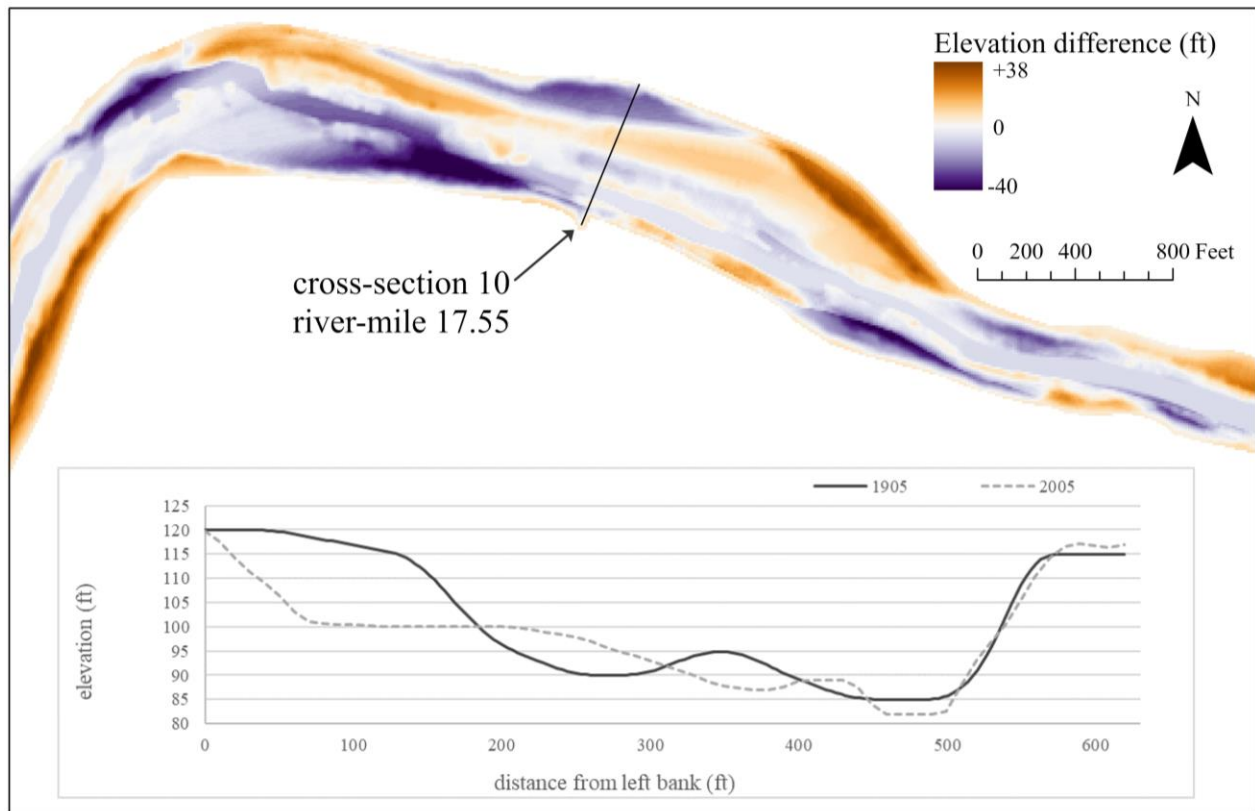 Elevation difference (ft)
+38
0
-40
N
0 200 400 800 Feet
cross-section 10
river-mile 17.55
1905 2005
125
120
115
110
105
100
95
90
85
80
elevation (ft)
0 100 200 300 400 500 600
distance from left bank (ft)